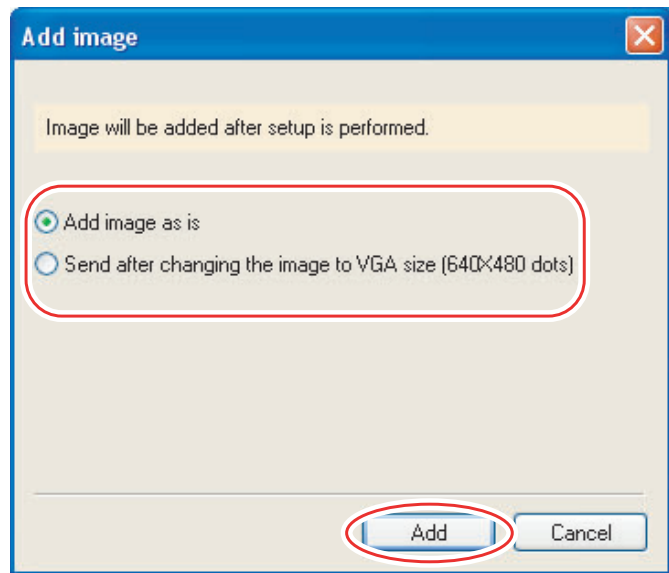 Add image
Image will be added after setup is performed.
Add image as is
Send after changing the image to VGA size (640X480 dots)
Add
Cancel